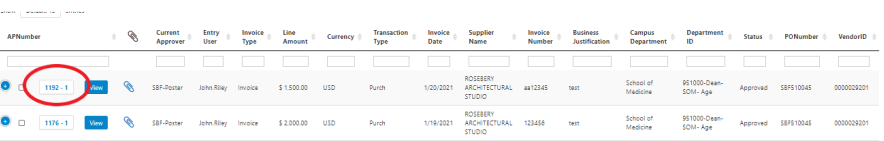 APNumber Current Approver Entry User Invoice Type Line Amount Currency Transaction Type Invoice Date Supplier Name Invoice Number Business Justification Campus Department Department ID Status PONumber VendorID
1192 - 1 View SBF-Poster John.Riley Invoice $ 1,500.00 USD Purch 1/20/2021 ROSEBERY ARCHITECTURAL STUDIO aa12345 test School of Medicine 951000-Dean-SOM- Age Approved SBF510045 0000029201
1176 - 1 View SBF-Poster John.Riley Invoice $ 2,000.00 USD Purch 1/19/2021 ROSEBERY ARCHITECTURAL STUDIO 123456 test School of Medicine 951000-Dean-SOM- Age Approved SBF510045 0000029201